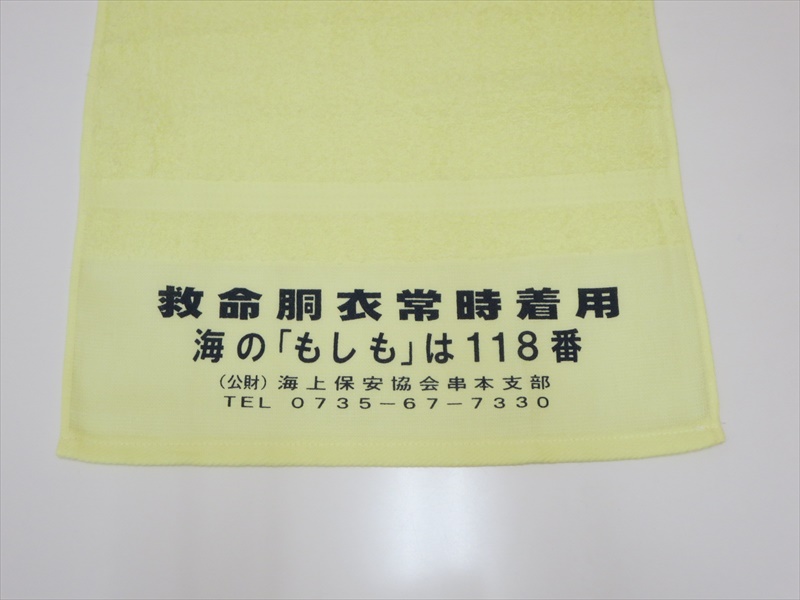 救命胴衣常時着用
海の「もしも」は118番
（公財）海上保安協会串本支部
TEL 0735－67－7330